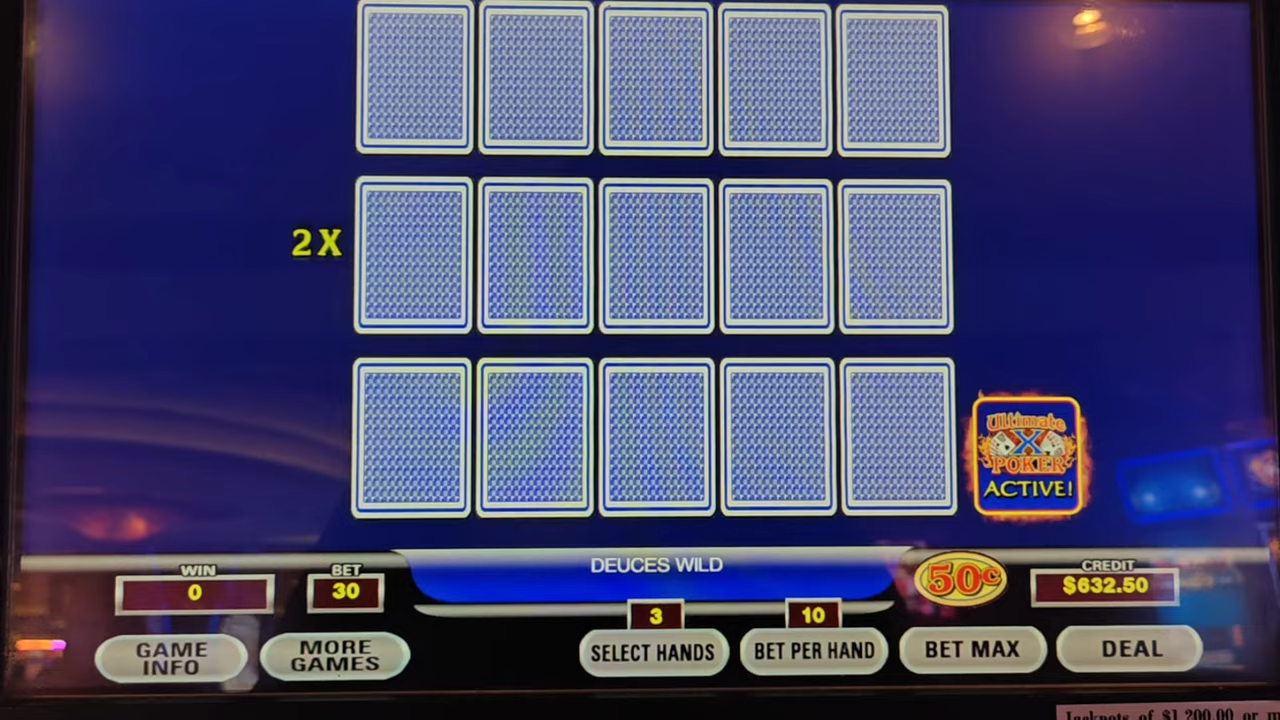 2 X
Ultimate
X
POKER
ACTIVE!
DEUCES WILD
WIN
0
BET
30
50¢
CREDIT
$632.50
3
10
GAME
INFO
MORE
GAMES
SELECT HANDS
BET PER HAND
BET MAX
DEAL
Jackpots of $1,200.00 or